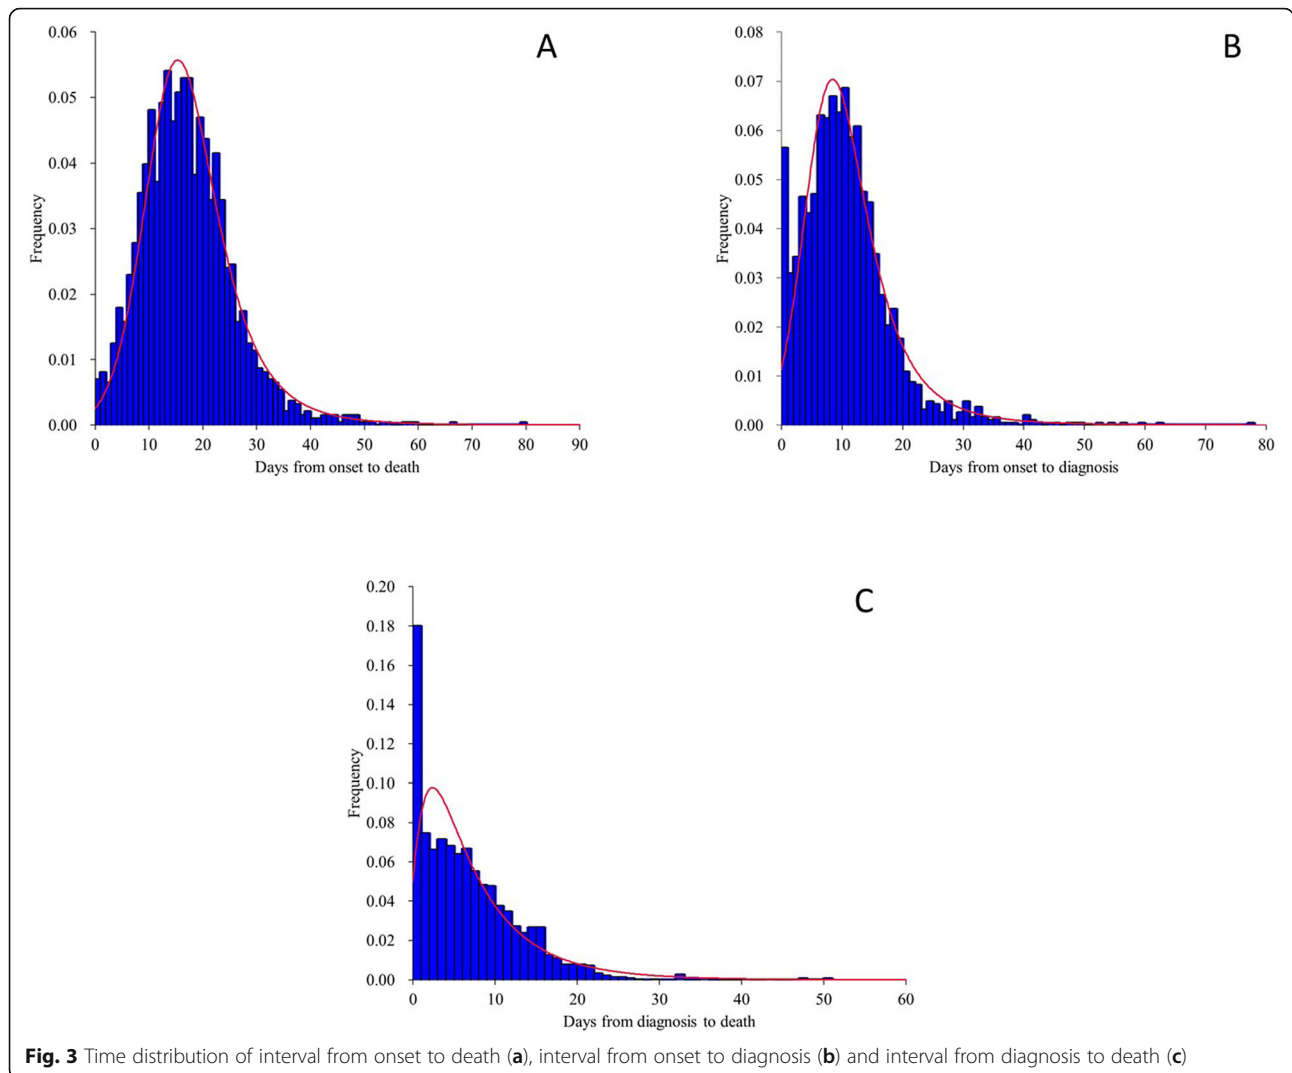 A
0.06
0.05
0.04
0.03
0.02
0.01
0.00
Frequency
0 10 20 30 40 50 60 70 80 90
Days from onset to death
B
0.08
0.07
0.06
0.05
0.04
0.03
0.02
0.01
0.00
Frequency
0 10 20 30 40 50 60 70 80
Days from onset to diagnosis
C
0.20
0.18
0.16
0.14
0.12
0.10
0.08
0.06
0.04
0.02
0.00
Frequency
0 10 20 30 40 50 60
Days from diagnosis to death
Fig. 3 Time distribution of interval from onset to death (a), interval from onset to diagnosis (b) and interval from diagnosis to death (c)